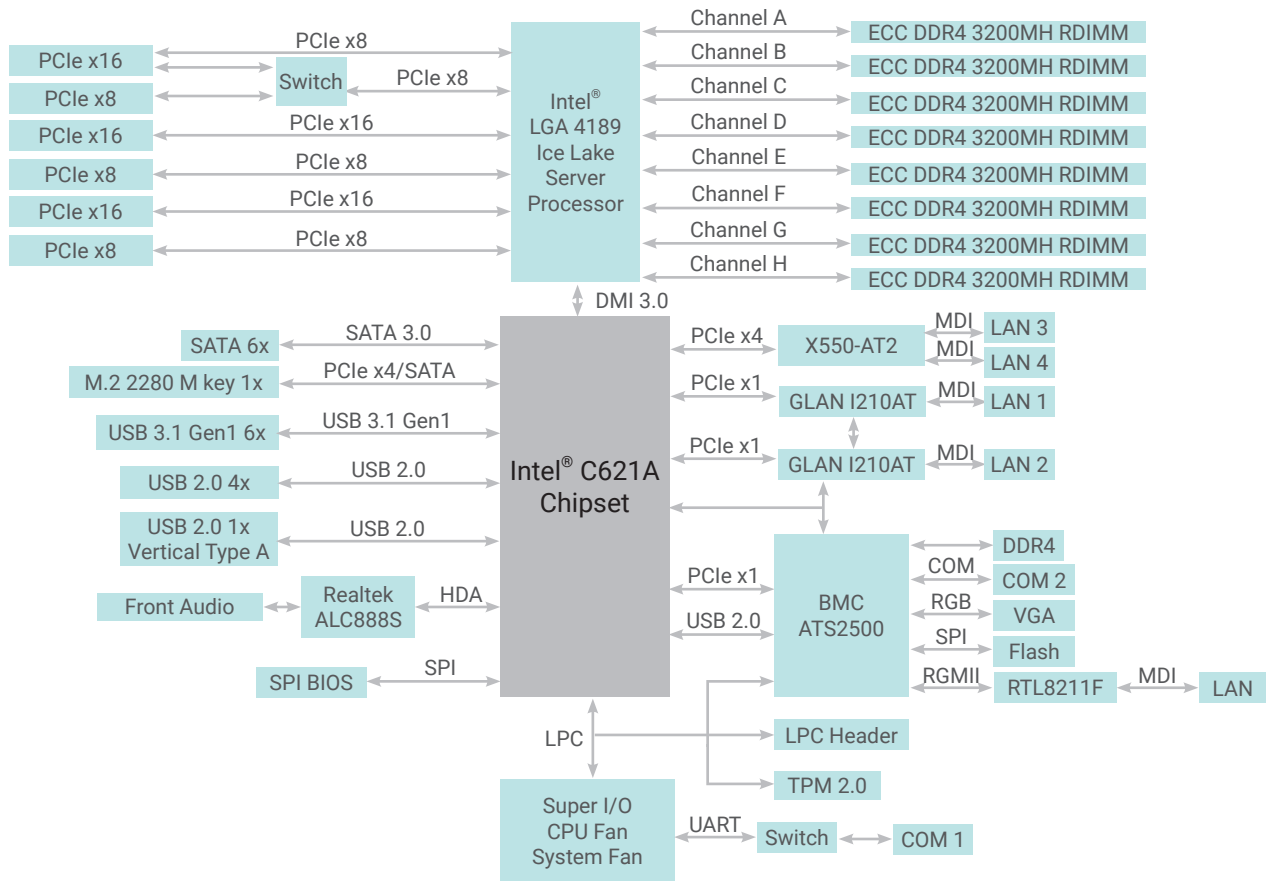 PCIe x16
PCIe x8
PCIe x16
PCIe x8
PCIe x16
PCIe x8
PCIe x8
Switch
PCIe x8
PCIe x16
PCIe x8
PCIe x16
PCIe x8
Intel®
LGA 4189
Ice Lake
Server
Processor
Channel A
Channel B
Channel C
Channel D
Channel E
Channel F
Channel G
Channel H
ECC DDR4 3200MH RDIMM
ECC DDR4 3200MH RDIMM
ECC DDR4 3200MH RDIMM
ECC DDR4 3200MH RDIMM
ECC DDR4 3200MH RDIMM
ECC DDR4 3200MH RDIMM
ECC DDR4 3200MH RDIMM
ECC DDR4 3200MH RDIMM
DMI 3.0
SATA 6x
SATA 3.0
M.2 2280 M key 1x
PCIe x4/SATA
USB 3.1 Gen1 6x
USB 3.1 Gen1
USB 2.0 4x
USB 2.0
USB 2.0 1x
Vertical Type A
USB 2.0
Front Audio
Realtek
ALC888S
HDA
SPI BIOS
SPI
Intel® C621A
Chipset
PCIe x4
X550-AT2
MDI
LAN 3
MDI
LAN 4
PCIe x1
GLAN I210AT
MDI
LAN 1
PCIe x1
GLAN I210AT
MDI
LAN 2
PCIe x1
USB 2.0
BMC
ATS2500
DDR4
COM
COM 2
RGB
VGA
SPI
Flash
RGMII
RTL8211F
MDI
LAN
LPC
LPC Header
TPM 2.0
Super I/O
CPU Fan
System Fan
UART
Switch
COM 1